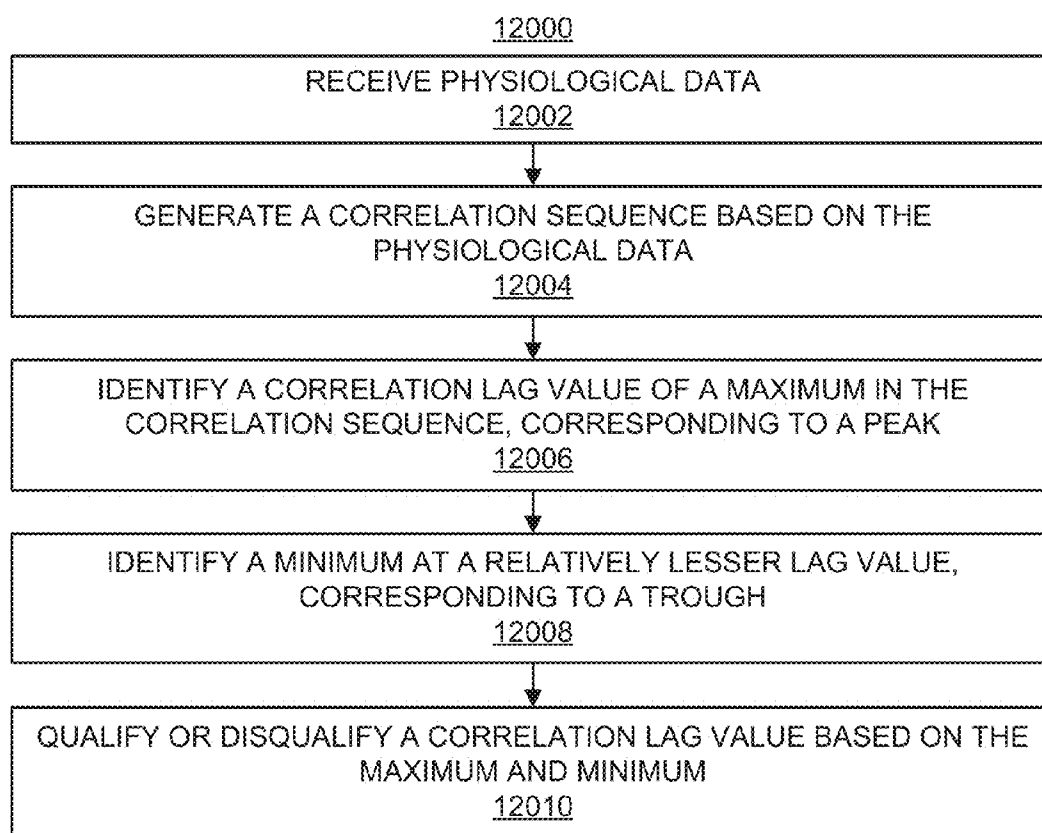 12000
RECEIVE PHYSIOLOGICAL DATA
12002
GENERATE A CORRELATION SEQUENCE BASED ON THE
PHYSIOLOGICAL DATA
12004
IDENTIFY A CORRELATION LAG VALUE OF A MAXIMUM IN THE
CORRELATION SEQUENCE, CORRESPONDING TO A PEAK
12006
IDENTIFY A MINIMUM AT A RELATIVELY LESSER LAG VALUE,
CORRESPONDING TO A TROUGH
12008
QUALIFY OR DISQUALIFY A CORRELATION LAG VALUE BASED ON THE
MAXIMUM AND MINIMUM
12010